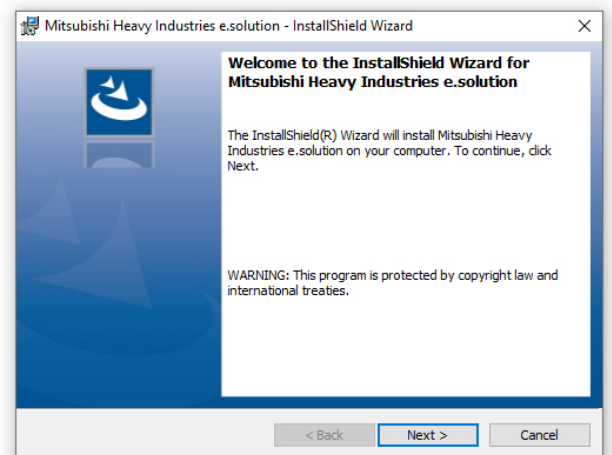 Mitsubishi Heavy Industries e.solution - InstallShield Wizard
Welcome to the InstallShield Wizard for
Mitsubishi Heavy Industries e.solution
The InstallShield(R) Wizard will install Mitsubishi Heavy
Industries e.solution on your computer. To continue, click
Next.
WARNING: This program is protected by copyright law and
international treaties.
< Back
Next >
Cancel